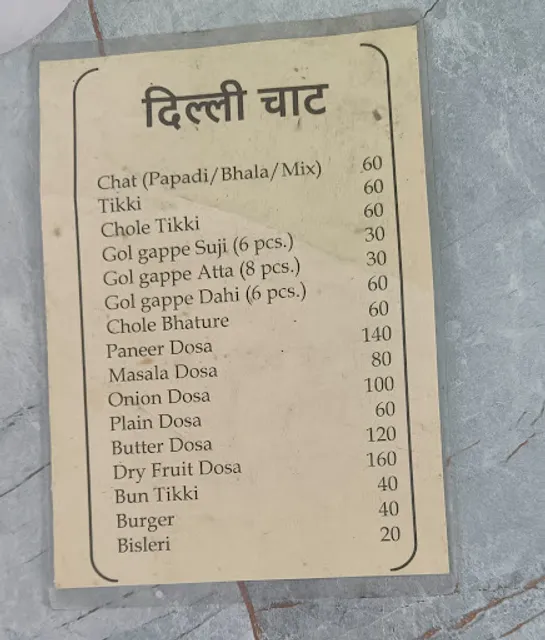 दिल्ली चाट
Chat (Papadi/Bhala/Mix) 60
Tikki 60
Chole Tikki 60
Gol gappe Suji (6 pcs.) 30
Gol gappe Atta (8 pcs.) 30
Gol gappe Dahi (6 pcs.) 60
Chole Bhature 60
Paneer Dosa 140
Masala Dosa 80
Onion Dosa 100
Plain Dosa 60
Butter Dosa 120
Dry Fruit Dosa 160
Bun Tikki 40
Burger 40
Bisleri 20